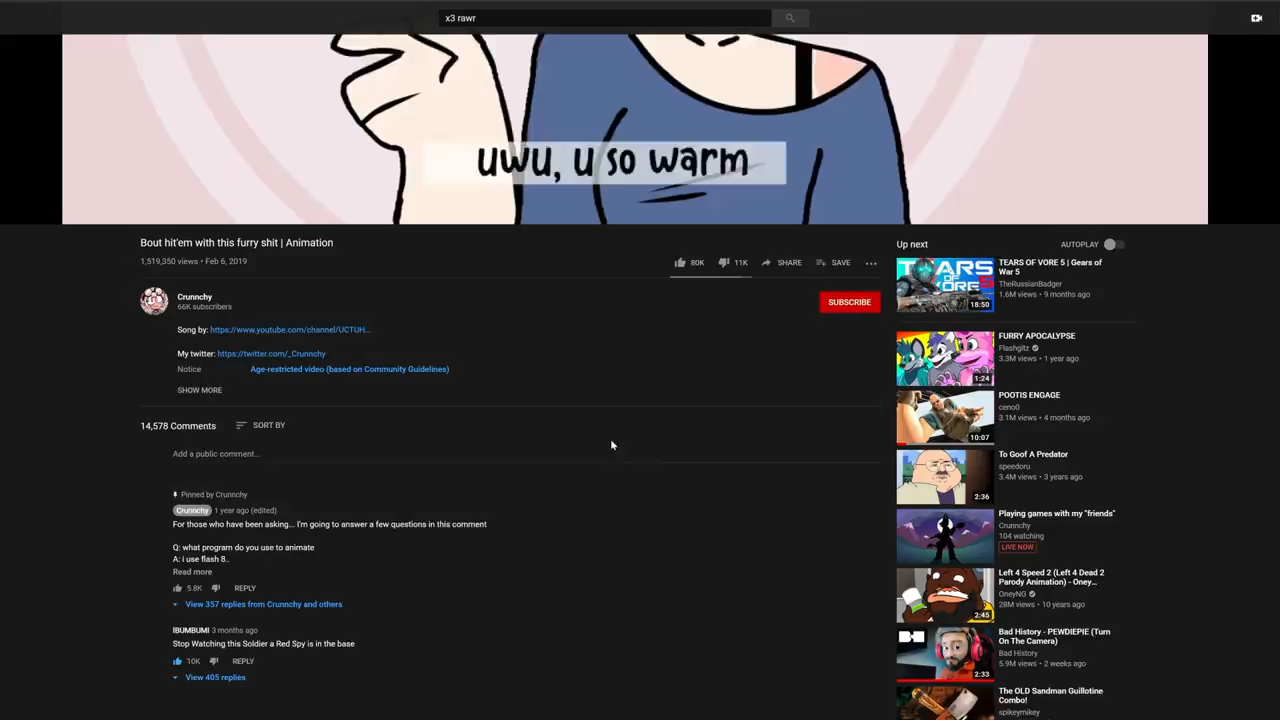 x3 rawr
uwu, u so warm
Bout hit'em with this furry shit | Animation
1,519,350 views • Feb 6, 2019
80K
11K
SHARE
SAVE
Crunnchy
66K subscribers
SUBSCRIBE
Song by: https://www.youtube.com/channel/UCTUH...
My twitter: https://twitter.com/_Crunnchy
Notice
Age-restricted video (based on Community Guidelines)
SHOW MORE
14,578 Comments
SORT BY
Add a public comment...
Pinned by Crunnchy
Crunnchy 1 year ago (edited)
For those who have been asking... I'm going to answer a few questions in this comment
Q: what program do you use to animate
A: i use flash 8..
Read more
5.8K
REPLY
View 357 replies from Crunnchy and others
IBUMBUMI 3 months ago
Stop Watching this Soldier a Red Spy is in the base
10K
REPLY
View 405 replies
Up next
AUTOPLAY
TEARS OF VORE 5
18:50
TEARS OF VORE 5 | Gears of
War 5
TheRussianBadger
1.6M views • 9 months ago
1:24
FURRY APOCALYPSE
Flashgitz
3.3M views • 1 year ago
10:07
POOTIS ENGAGE
ceno0
3.1M views • 4 months ago
2:36
To Goof A Predator
speedoru
3.4M views • 3 years ago
Playing games with my "friends"
Crunnchy
104 watching
LIVE NOW
2:45
Left 4 Speed 2 (Left 4 Dead 2
Parody Animation) - Oney...
OneyNG
28M views • 10 years ago
2:33
Bad History - PEWDIEPIE (Turn
On The Camera)
Bad History
5.9M views • 2 weeks ago
The OLD Sandman Guillotine
Combo!
spikeymikey